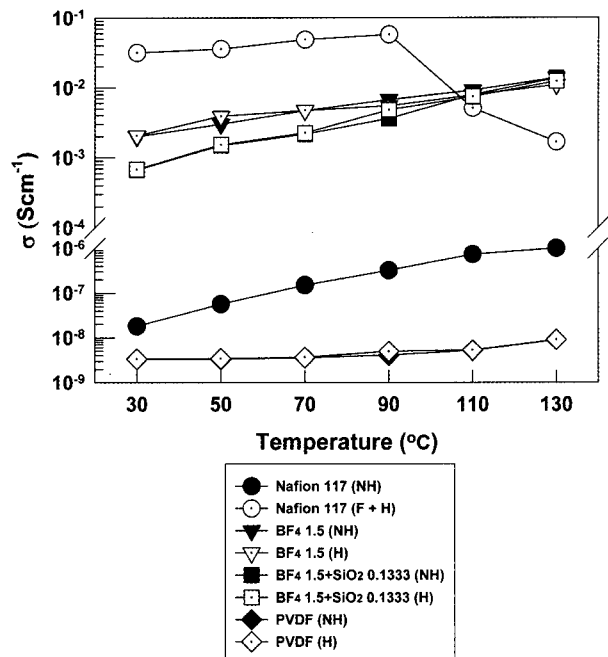 10⁻¹
10⁻²
10⁻³
10⁻⁴
10⁻⁶
10⁻⁷
10⁻⁸
10⁻⁹
σ (Scm⁻¹)
30 50 70 90 110 130
Temperature (°C)
Nafion 117 (NH)
Nafion 117 (F + H)
BF₄ 1.5 (NH)
BF₄ 1.5 (H)
BF₄ 1.5+SiO₂ 0.1333 (NH)
BF₄ 1.5+SiO₂ 0.1333 (H)
PVDF (NH)
PVDF (H)